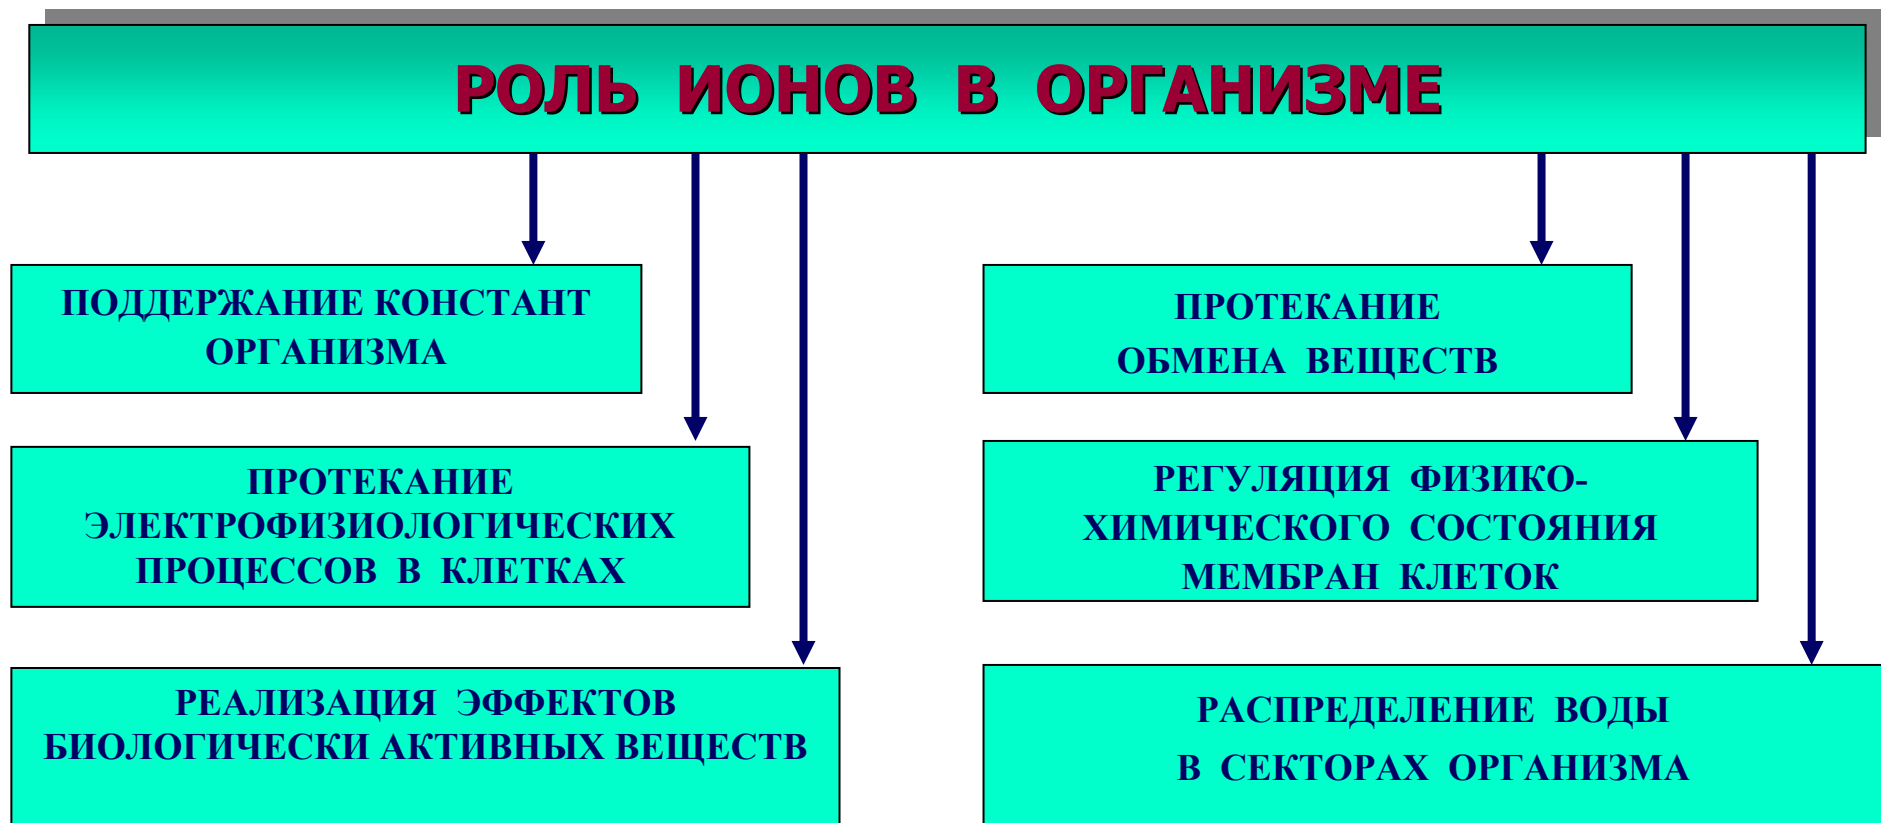 РОЛЬ ИОНОВ В ОРГАНИЗМЕ
ПОДДЕРЖАНИЕ КОНСТАНТ
ОРГАНИЗМА
ПРОТЕКАНИЕ
ЭЛЕКТРОФИЗИОЛОГИЧЕСКИХ
ПРОЦЕССОВ В КЛЕТКАХ
РЕАЛИЗАЦИЯ ЭФФЕКТОВ
БИОЛОГИЧЕСКИ АКТИВНЫХ ВЕЩЕСТВ
ПРОТЕКАНИЕ
ОБМЕНА ВЕЩЕСТВ
РЕГУЛЯЦИЯ ФИЗИКО-
ХИМИЧЕСКОГО СОСТОЯНИЯ
МЕМБРАН КЛЕТОК
РАСПРЕДЕЛЕНИЕ ВОДЫ
В СЕКТОРАХ ОРГАНИЗМА